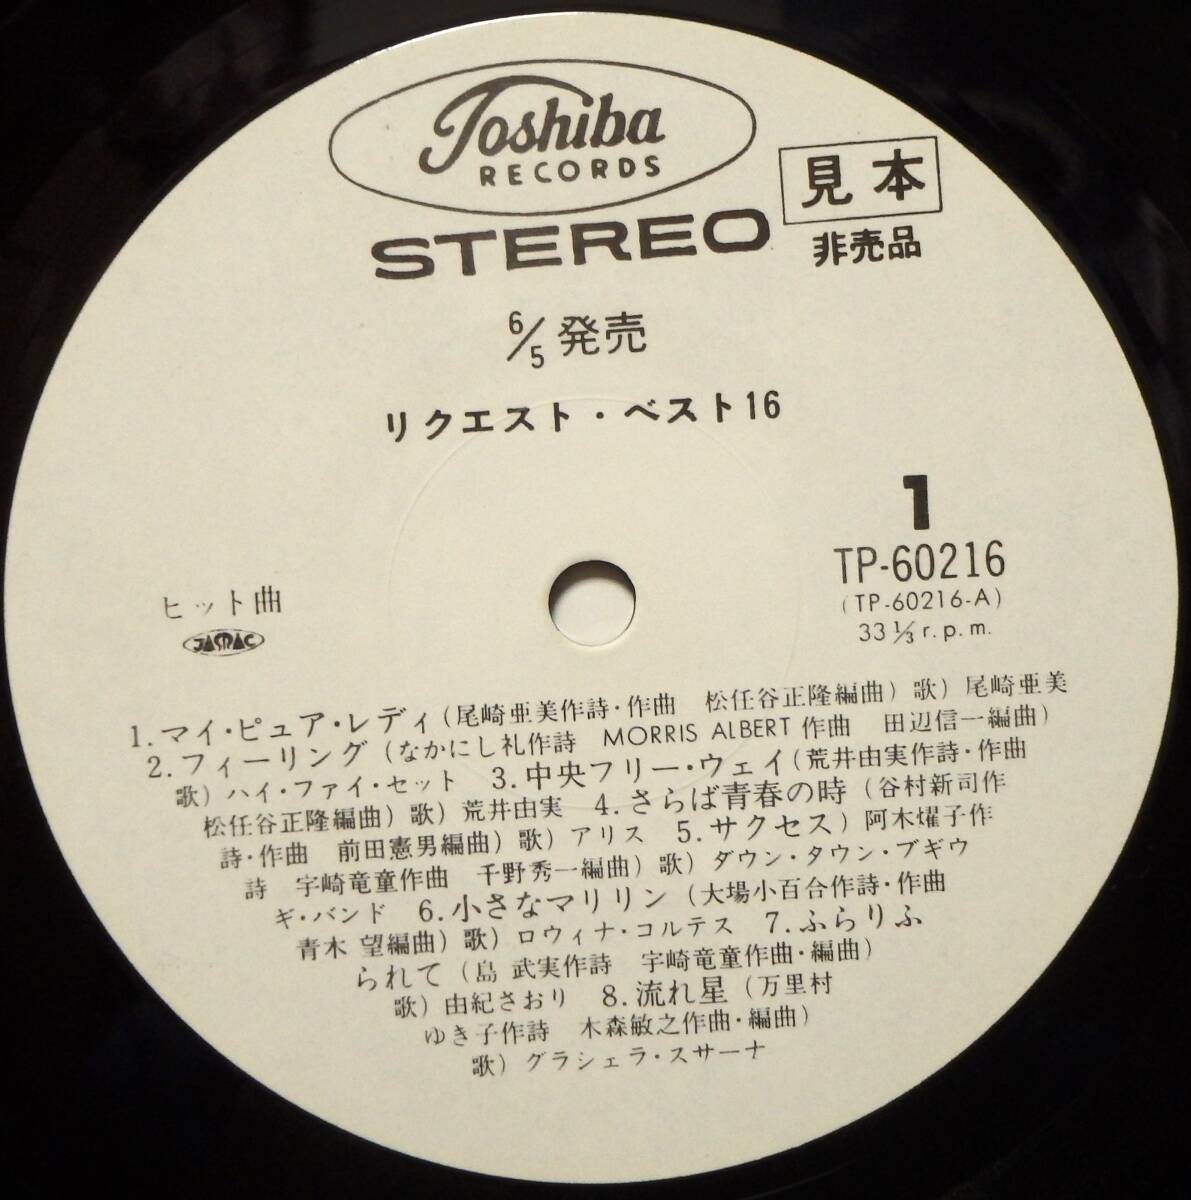 Toshiba
RECORDS
STEREO
見本
非売品
6/5 発売
リクエスト・ベスト16
1
TP-60216
(TP-60216-A)
33 1/3 r.p.m.
ヒット曲
JASRAC
1.マイ・ピュア・レディ(尾崎亜美作詩・作曲 松任谷正隆編曲)歌)尾崎亜美
2.フィーリング(なかにし礼作詩 MORRIS ALBERT作曲 田辺信一編曲)
歌)ハイ・ファイ・セット 3.中央フリー・ウェイ(荒井由実作詩・作曲
松任谷正隆編曲)歌)荒井由実 4.さらば青春の時(谷村新司作
詩・作曲 前田憲男編曲)歌)アリス 5.サクセス)阿木燿子作
詩 宇崎竜童作曲 千野秀一編曲)歌)ダウン・タウン・ブギウ
ギ・バンド 6.小さなマリリン(大場小百合作詩・作曲
青木 望編曲)歌)ロウィナ・コルテス 7.ふらりふ
られて(島 武実作詩 宇崎竜童作曲・編曲)
歌)由紀さおり 8.流れ星(万里村
ゆき子作詩 木森敏之作曲・編曲)
歌)グラシェラ・スサーナ